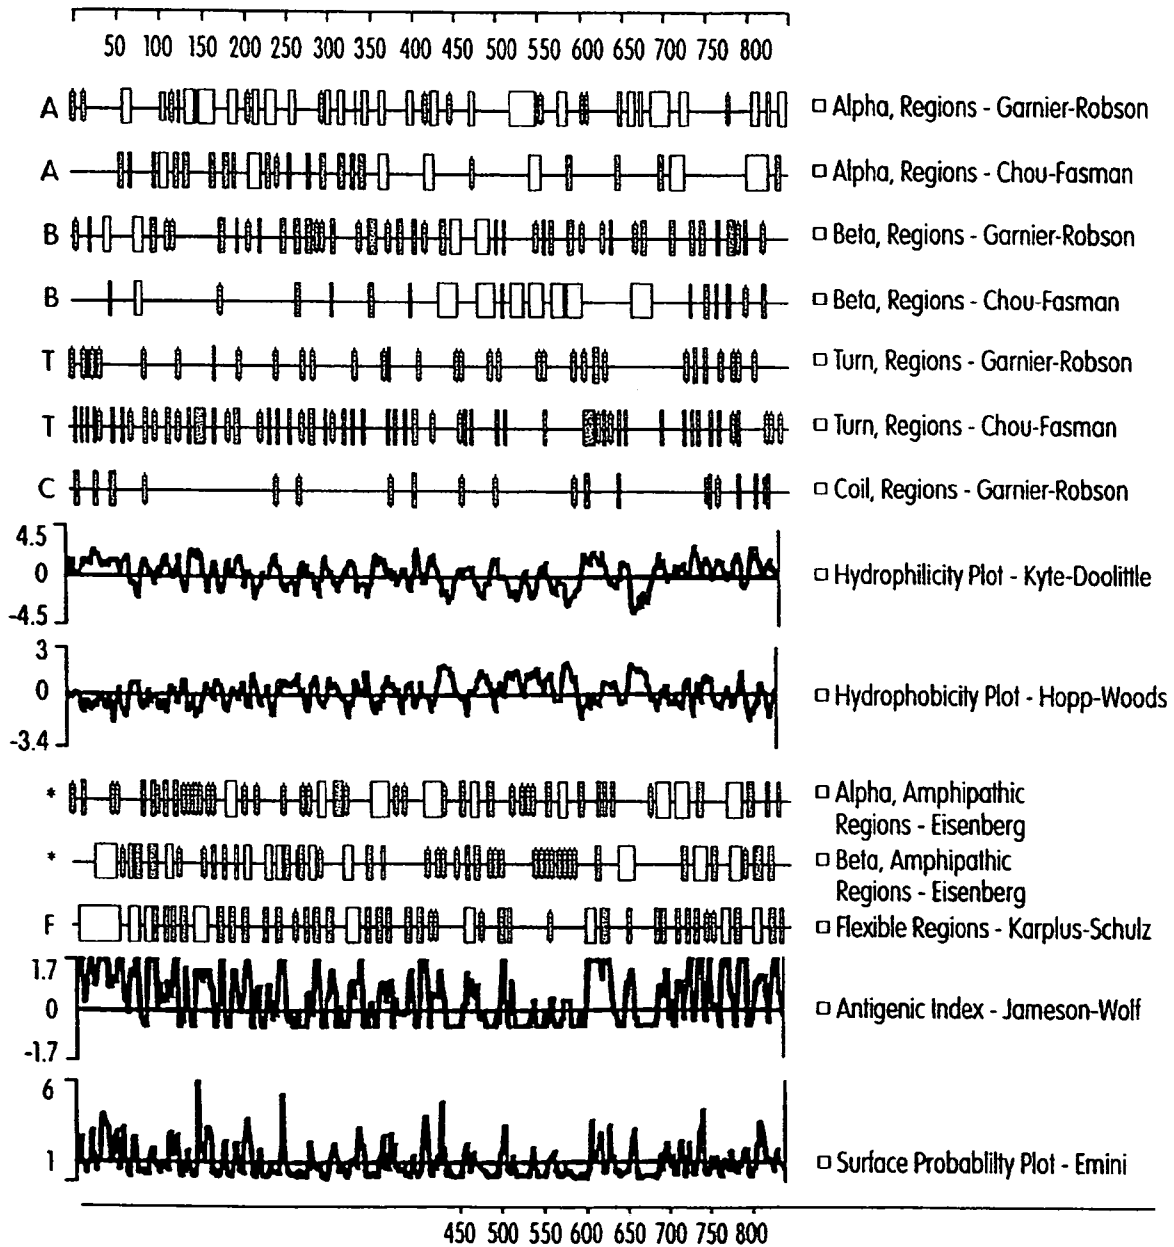 50 100 150 200 250 300 350 400 450 500 550 600 650 700 750 800
A Alpha, Regions - Garnier-Robson
A Alpha, Regions - Chou-Fasman
B Beta, Regions - Garnier-Robson
B Beta, Regions - Chou-Fasman
T Turn, Regions - Garnier-Robson
T Turn, Regions - Chou-Fasman
C Coil, Regions - Garnier-Robson
4.5
0 Hydrophilicity Plot - Kyte-Doolittle
-4.5
3
0 Hydrophobicity Plot - Hopp-Woods
-3.4
* Alpha, Amphipathic
Regions - Eisenberg
* Beta, Amphipathic
Regions - Eisenberg
F Flexible Regions - Karplus-Schulz
1.7
0 Antigenic Index - Jameson-Wolf
-1.7
6
1 Surface Probablilty Plot - Emini
450 500 550 600 650 700 750 800